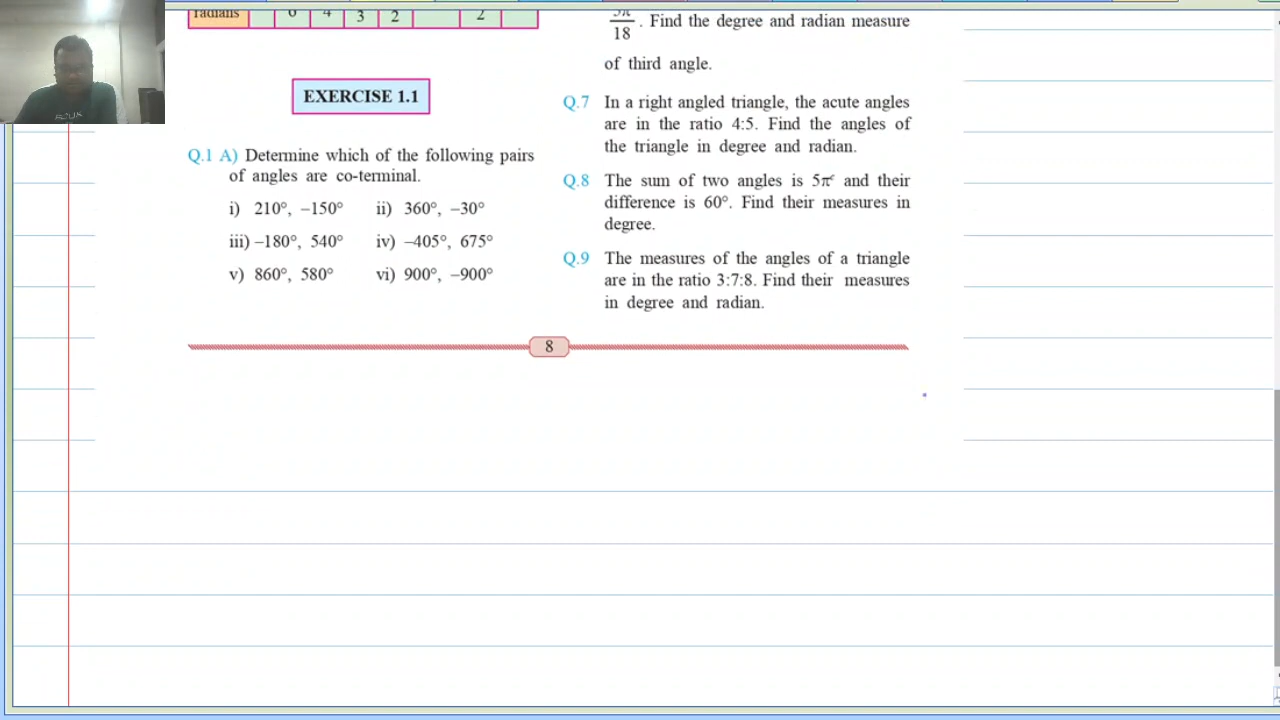 radians 6 4 3 2 2
EXERCISE 1.1
Q.1 A) Determine which of the following pairs
of angles are co-terminal.
i) 210°, −150° ii) 360°, −30°
iii) −180°, 540° iv) −405°, 675°
v) 860°, 580° vi) 900°, −900°
18 . Find the degree and radian measure
of third angle.
Q.7 In a right angled triangle, the acute angles
are in the ratio 4:5. Find the angles of
the triangle in degree and radian.
Q.8 The sum of two angles is 5πᶜ and their
difference is 60°. Find their measures in
degree.
Q.9 The measures of the angles of a triangle
are in the ratio 3:7:8. Find their measures
in degree and radian.
8